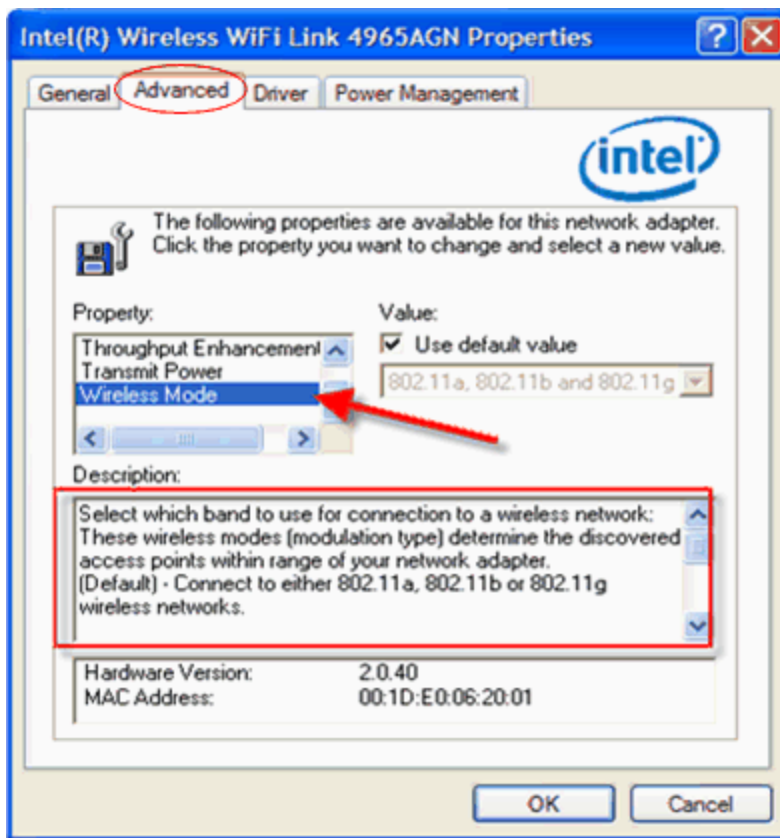 Intel(R) Wireless WiFi Link 4965AGN Properties
General Advanced Driver Power Management
intel
The following properties are available for this network adapter.
Click the property you want to change and select a new value.
Property:
Value:
Throughput Enhancement
Transmit Power
Wireless Mode
Use default value
802.11a, 802.11b and 802.11g
Description:
Select which band to use for connection to a wireless network:
These wireless modes (modulation type) determine the discovered
access points within range of your network adapter.
(Default) - Connect to either 802.11a, 802.11b or 802.11g
wireless networks.
Hardware Version: 2.0.40
MAC Address: 00:1D:E0:06:20:01
OK Cancel